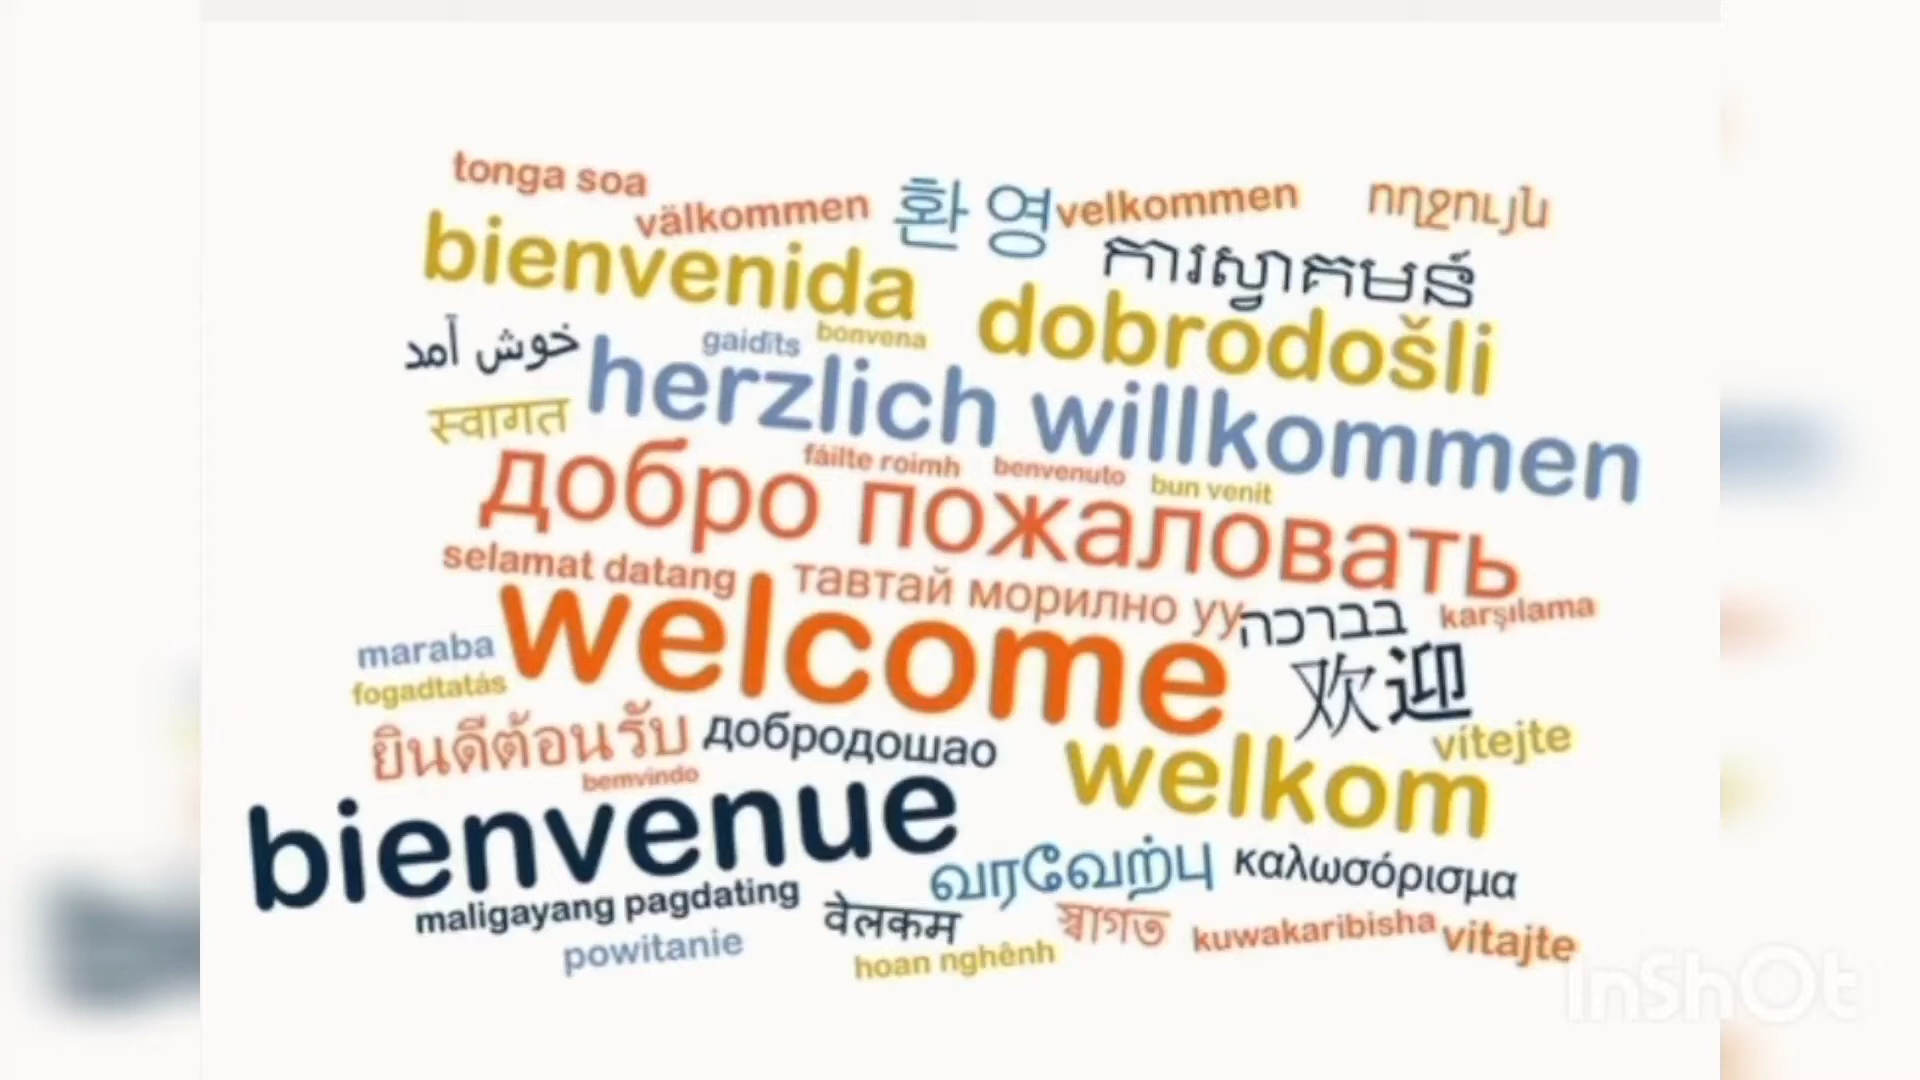 tonga soa
välkommen
환영
velkommen
ողջույն
bienvenida
ការស្វាគមន៍
dobrodošli
خوش آمد
gaidīts
bonvena
herzlich willkommen
स्वागत
fáilte roimh
benvenuto
bun venit
добро пожаловать
selamat datang
тавтай морилно уу
בברכה
karşılama
welcome
maraba
欢迎
fogadtatás
ยินดีต้อนรับ
добродошао
vítejte
welkom
bemvindo
bienvenue
வரவேற்பு
καλωσόρισμα
maligayang pagdating
वेलकम
স্বাগত
kuwakaribisha
vitajte
powitanie
hoan nghênh
InShOt